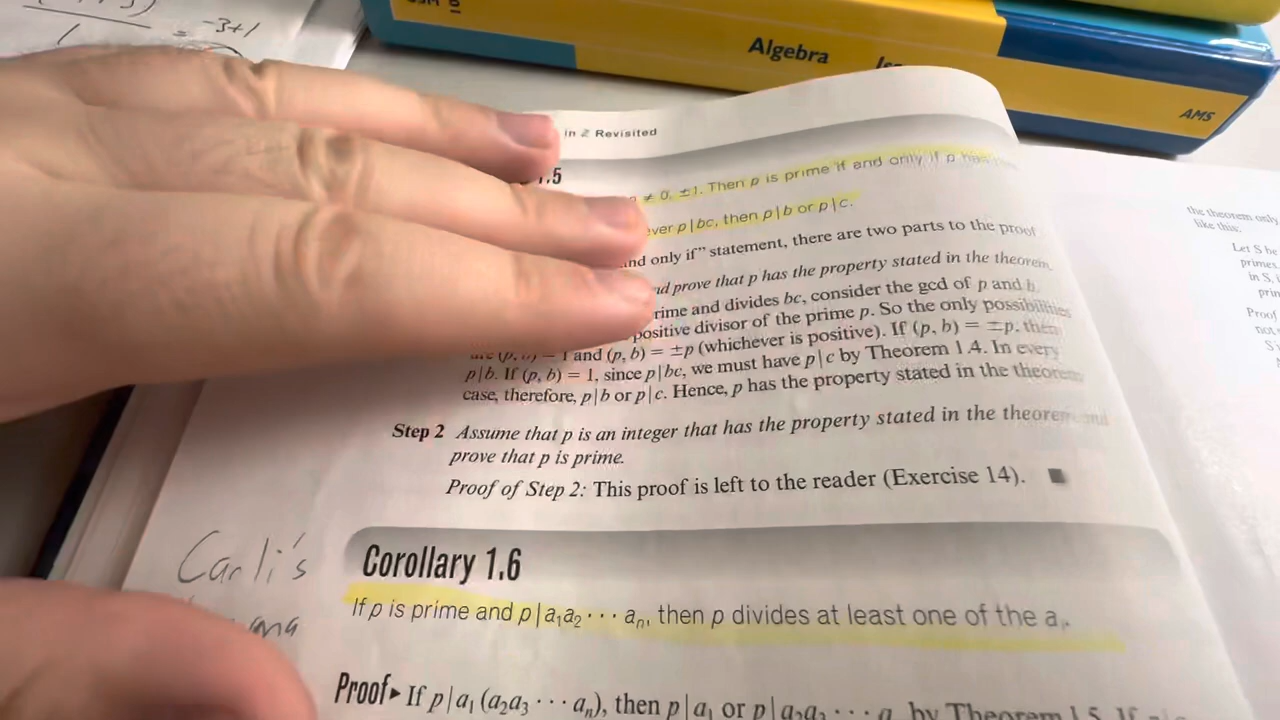 -3+1
=
1
Algebra
AMS
in Z Revisited
1.5
≠ 0, ±1. Then p is prime if and only if p has
ver p|bc, then p|b or p|c.
nd only if” statement, there are two parts to the proof
prove that p has the property stated in the theorem
rime and divides bc, consider the gcd of p and b
positive divisor of the prime p. So the only possibilities
= 1 and (p, b) = ±p (whichever is positive). If (p, b) = ±p, then
p|b. If (p, b) = 1, since p|bc, we must have p|c by Theorem 1.4. In every
case, therefore, p|b or p|c. Hence, p has the property stated in the theorem
Step 2 Assume that p is an integer that has the property stated in the theorem and
prove that p is prime.
Proof of Step 2: This proof is left to the reader (Exercise 14). ■
Carli's
Corollary 1.6
If p is prime and p|a₁a₂ · · · aₙ, then p divides at least one of the aᵢ.
Proof▸ If p|a₁(a₂a₃ · · · aₙ), then p|a₁ or p|a₂a₃ · · · a by Theorem 1.5. If
the theorem only
like this:
Let S be
primes.
in S,
Proof
not
S